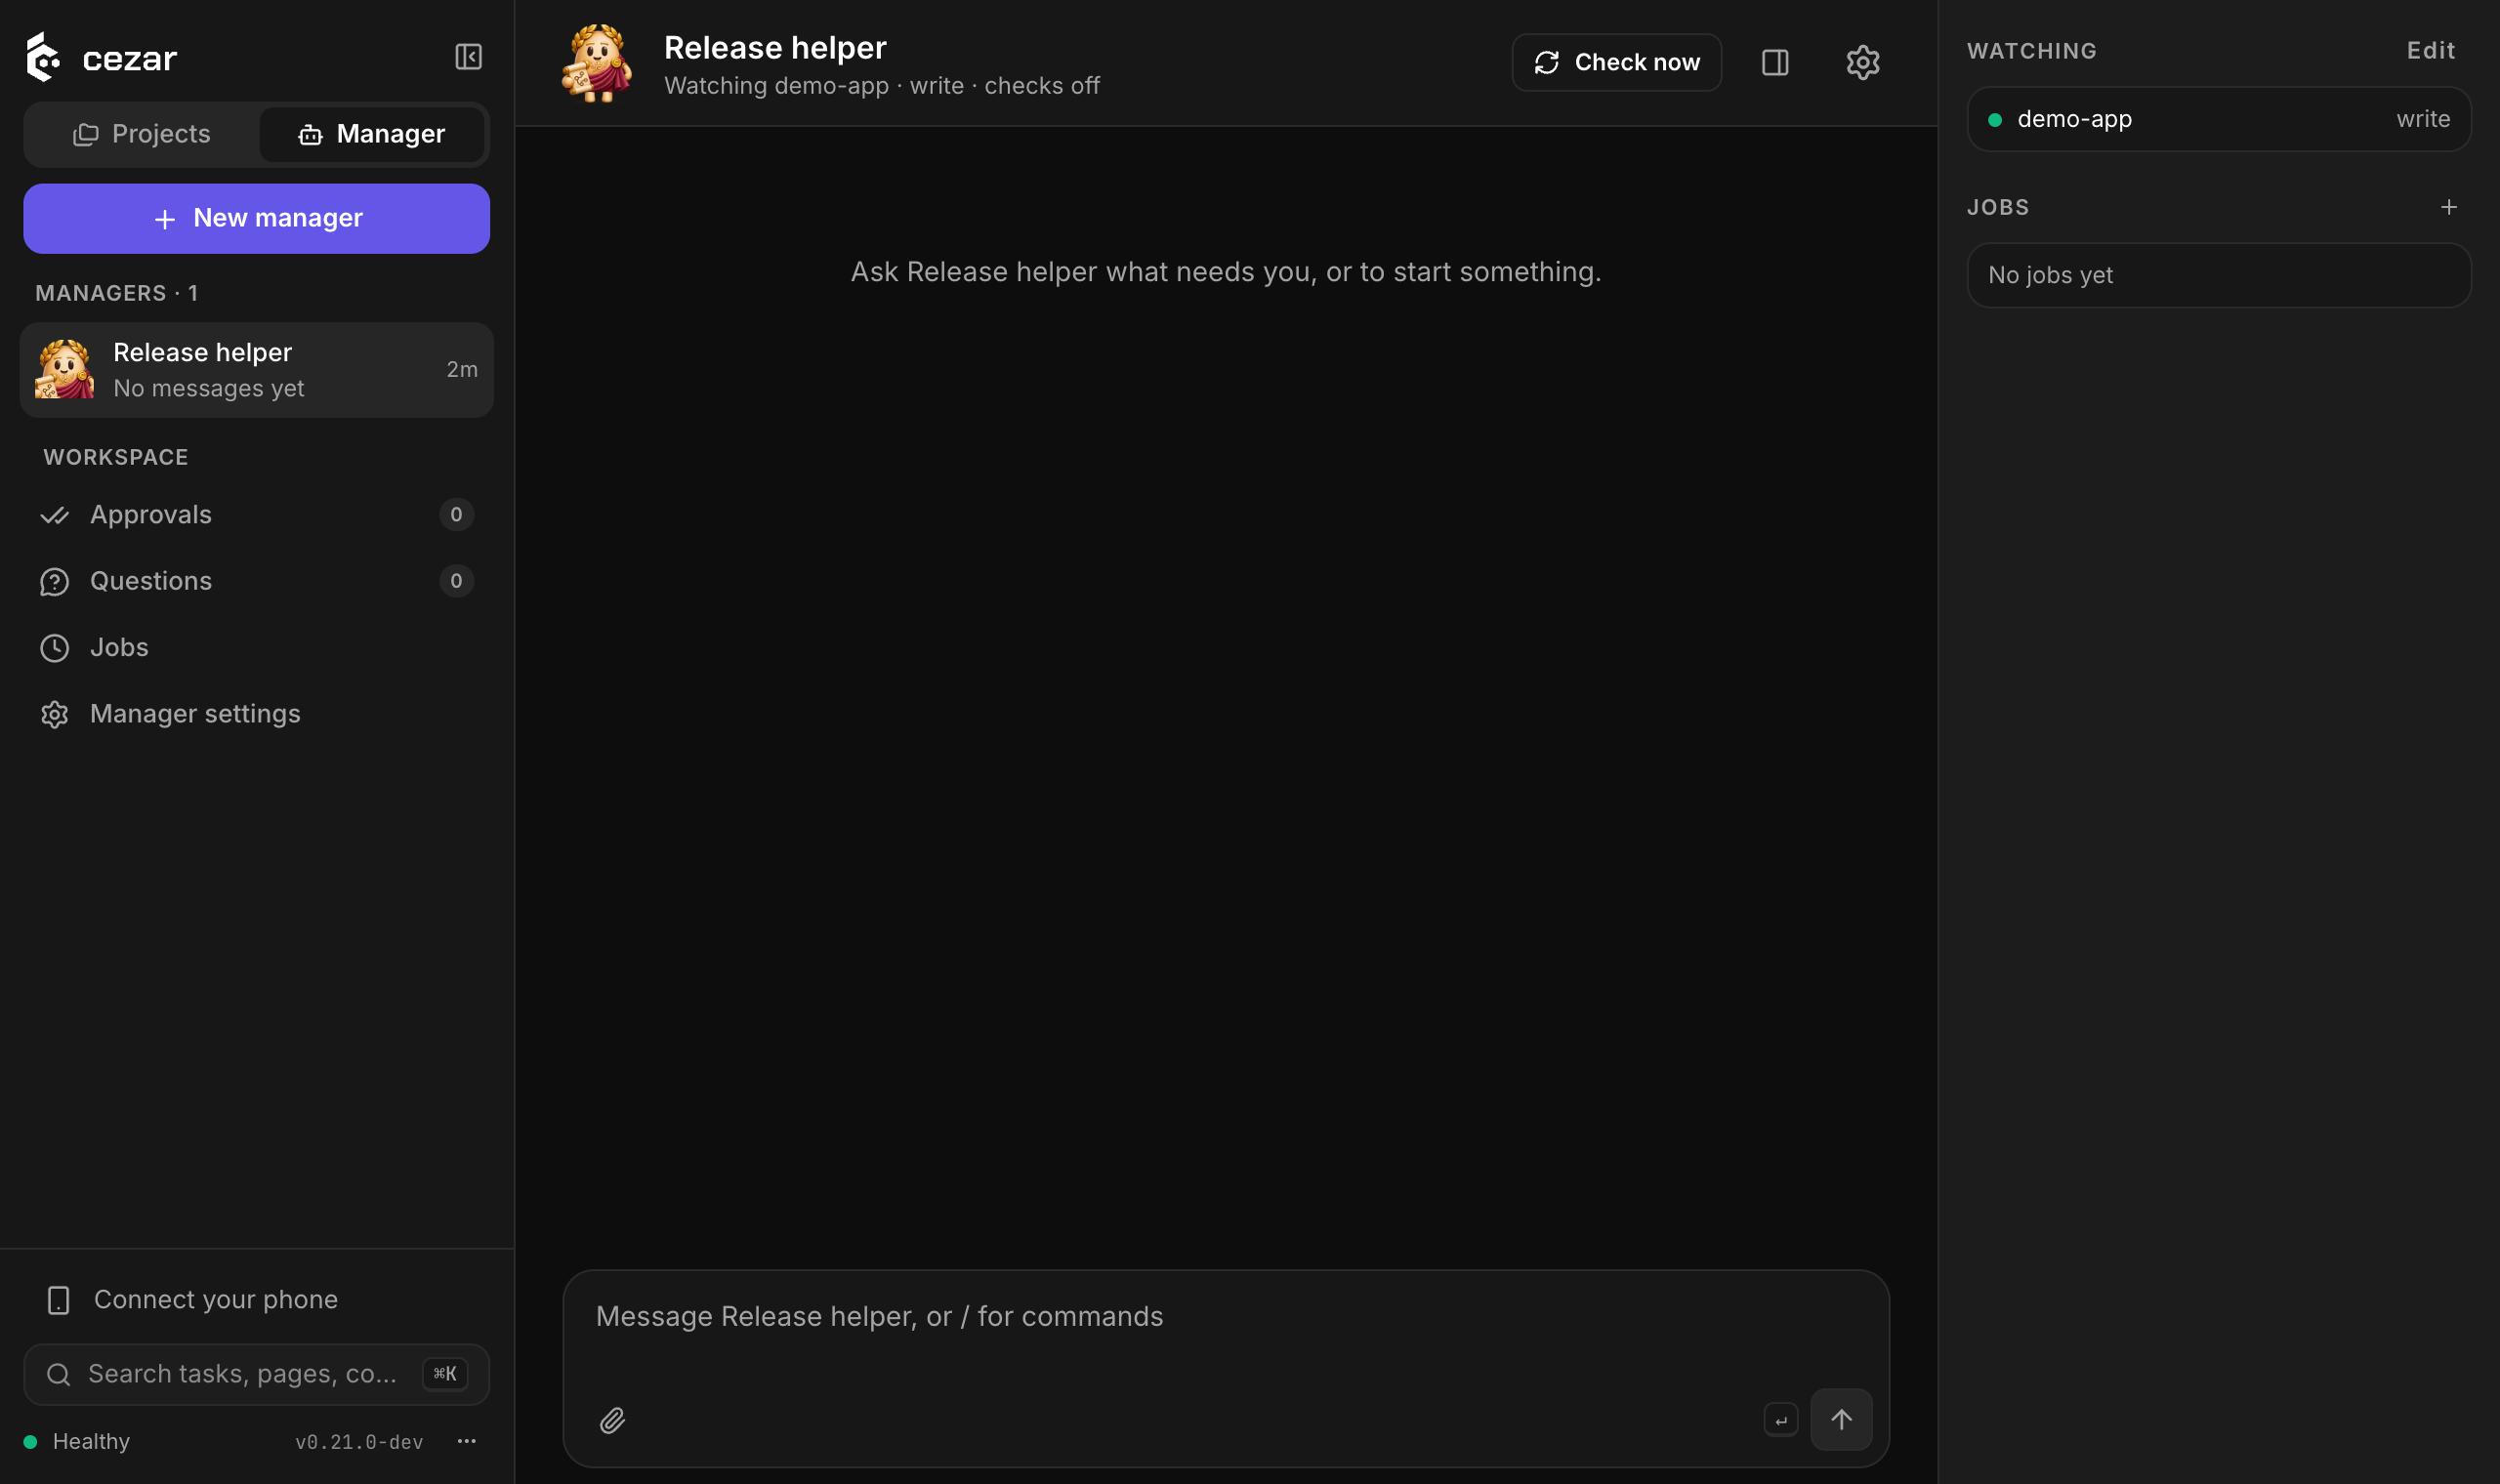 cezar
Projects
Manager
New manager
MANAGERS · 1
Release helper
No messages yet
2m
WORKSPACE
Approvals
0
Questions
0
Jobs
Manager settings
Connect your phone
Search tasks, pages, co...
⌘K
Healthy
v0.21.0-dev
Release helper
Watching demo-app · write · checks off
Check now
Ask Release helper what needs you, or to start something.
Message Release helper, or / for commands
WATCHING
Edit
demo-app
write
JOBS
No jobs yet